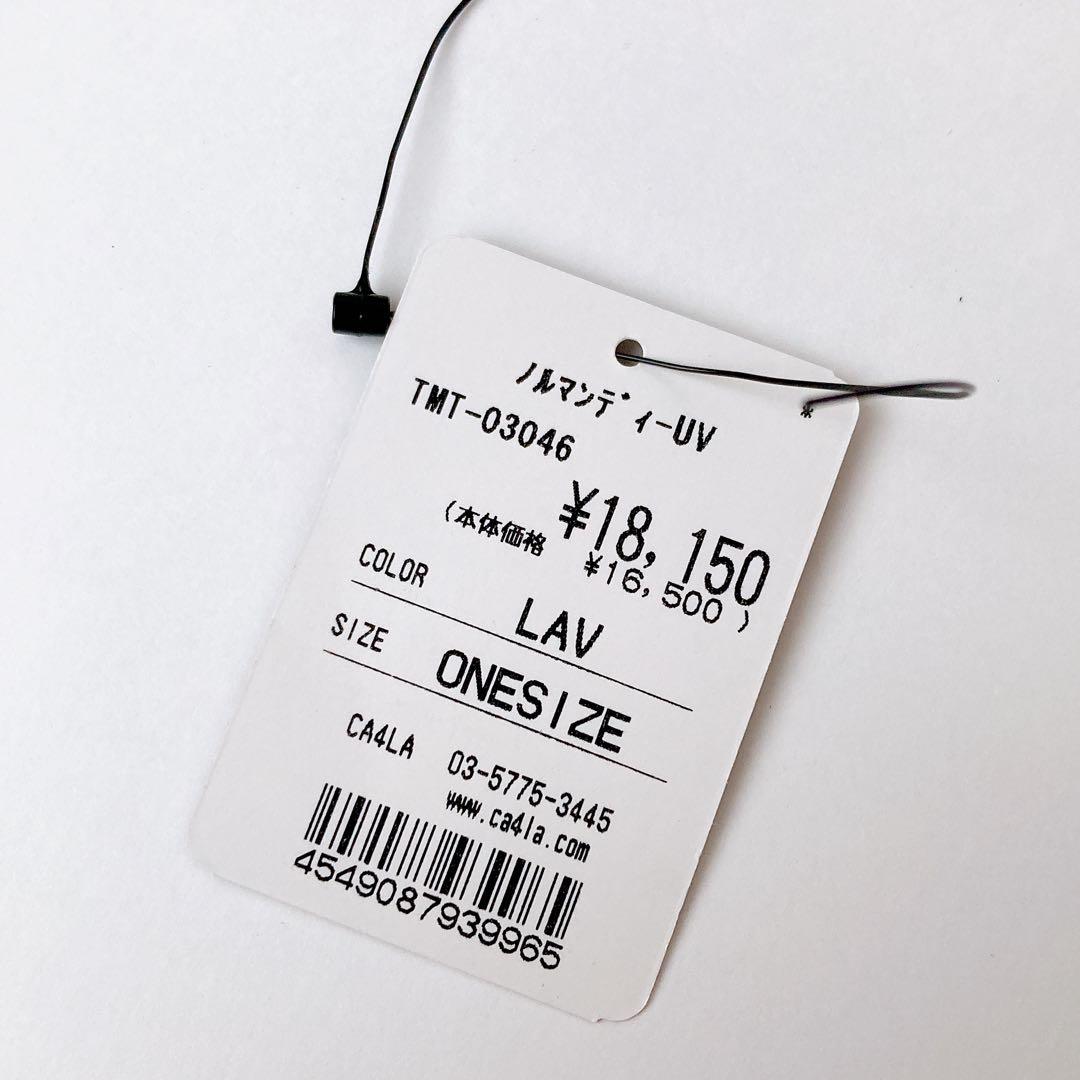 ﾉﾙﾏﾝﾃﾞｨｰUV
*
TMT-03046
¥18,150
(本体価格 ¥16,500)
COLOR LAV
SIZE ONESIZE
CA4LA 03-5775-3445
www.ca4la.com
4549087939965